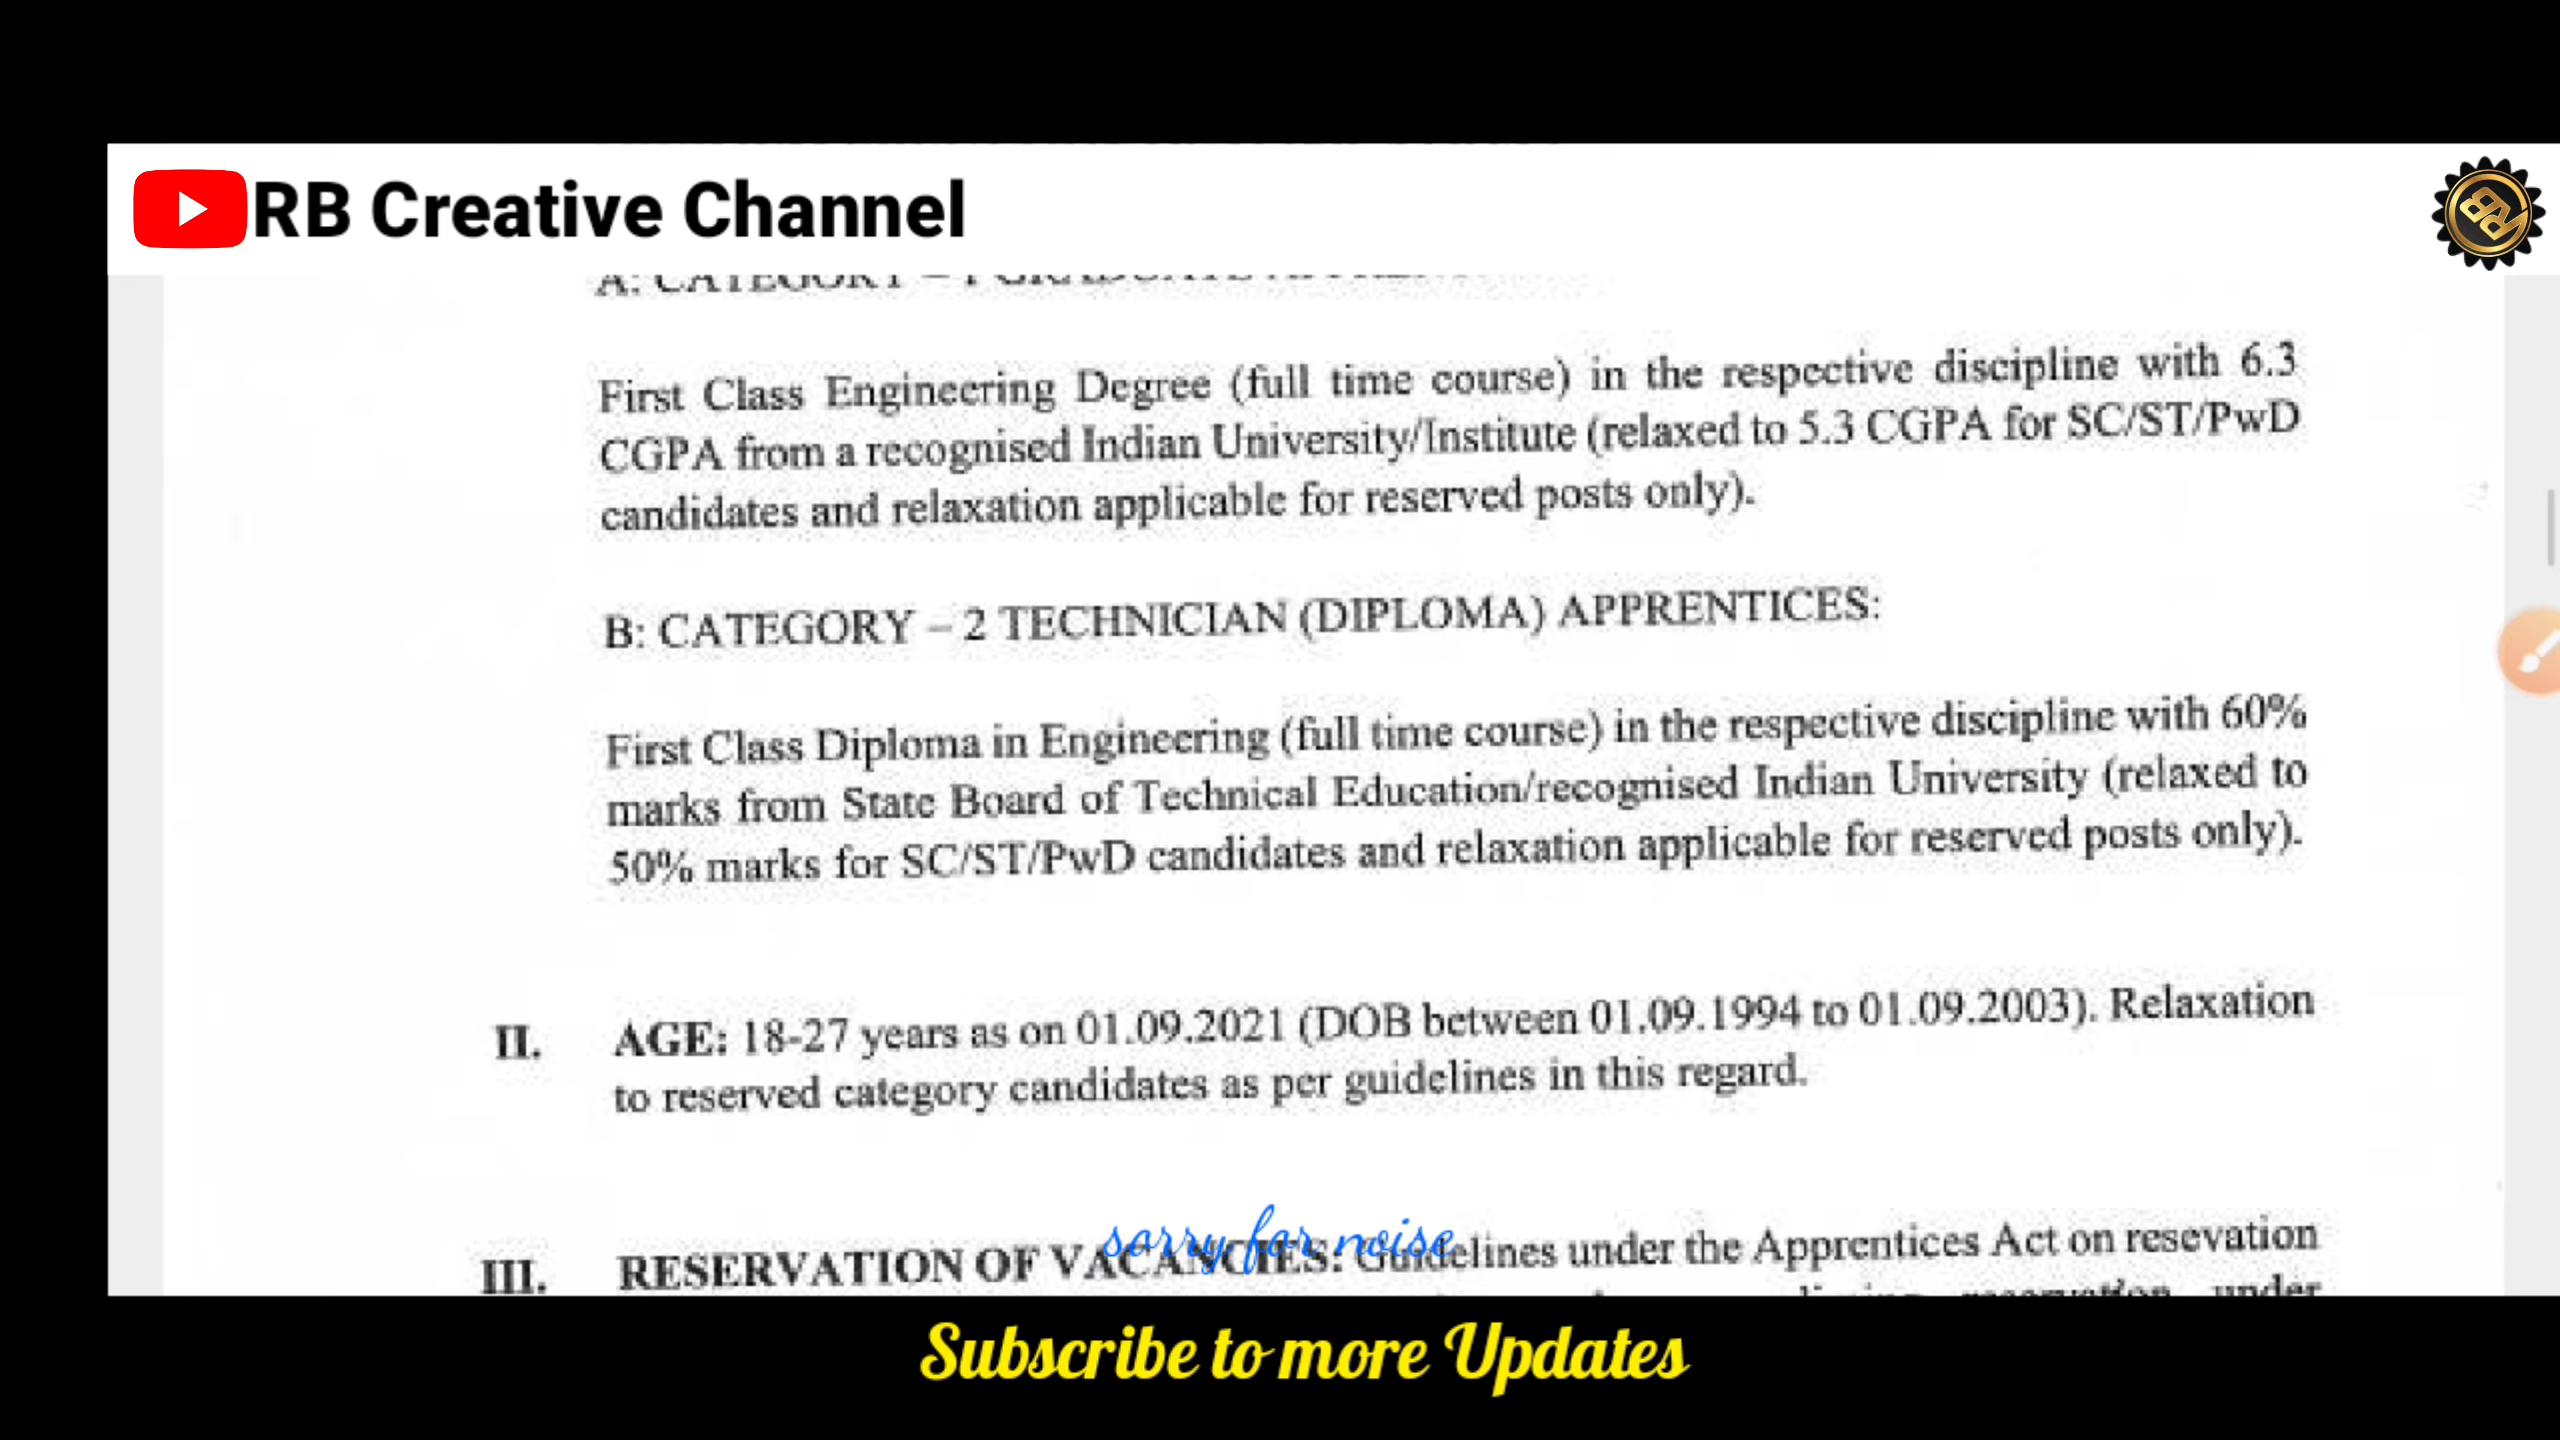 RB Creative Channel
A: CATEGORY – 1 GRADUATE
First Class Engineering Degree (full time course) in the respective discipline with 6.3
CGPA from a recognised Indian University/Institute (relaxed to 5.3 CGPA for SC/ST/PwD
candidates and relaxation applicable for reserved posts only).
B: CATEGORY – 2 TECHNICIAN (DIPLOMA) APPRENTICES:
First Class Diploma in Engineering (full time course) in the respective discipline with 60%
marks from State Board of Technical Education/recognised Indian University (relaxed to
50% marks for SC/ST/PwD candidates and relaxation applicable for reserved posts only).
II. AGE: 18-27 years as on 01.09.2021 (DOB between 01.09.1994 to 01.09.2003). Relaxation
to reserved category candidates as per guidelines in this regard.
sorry for noise
III. RESERVATION OF VACANCIES: Guidelines under the Apprentices Act on resevation
reservation under
Subscribe to more Updates